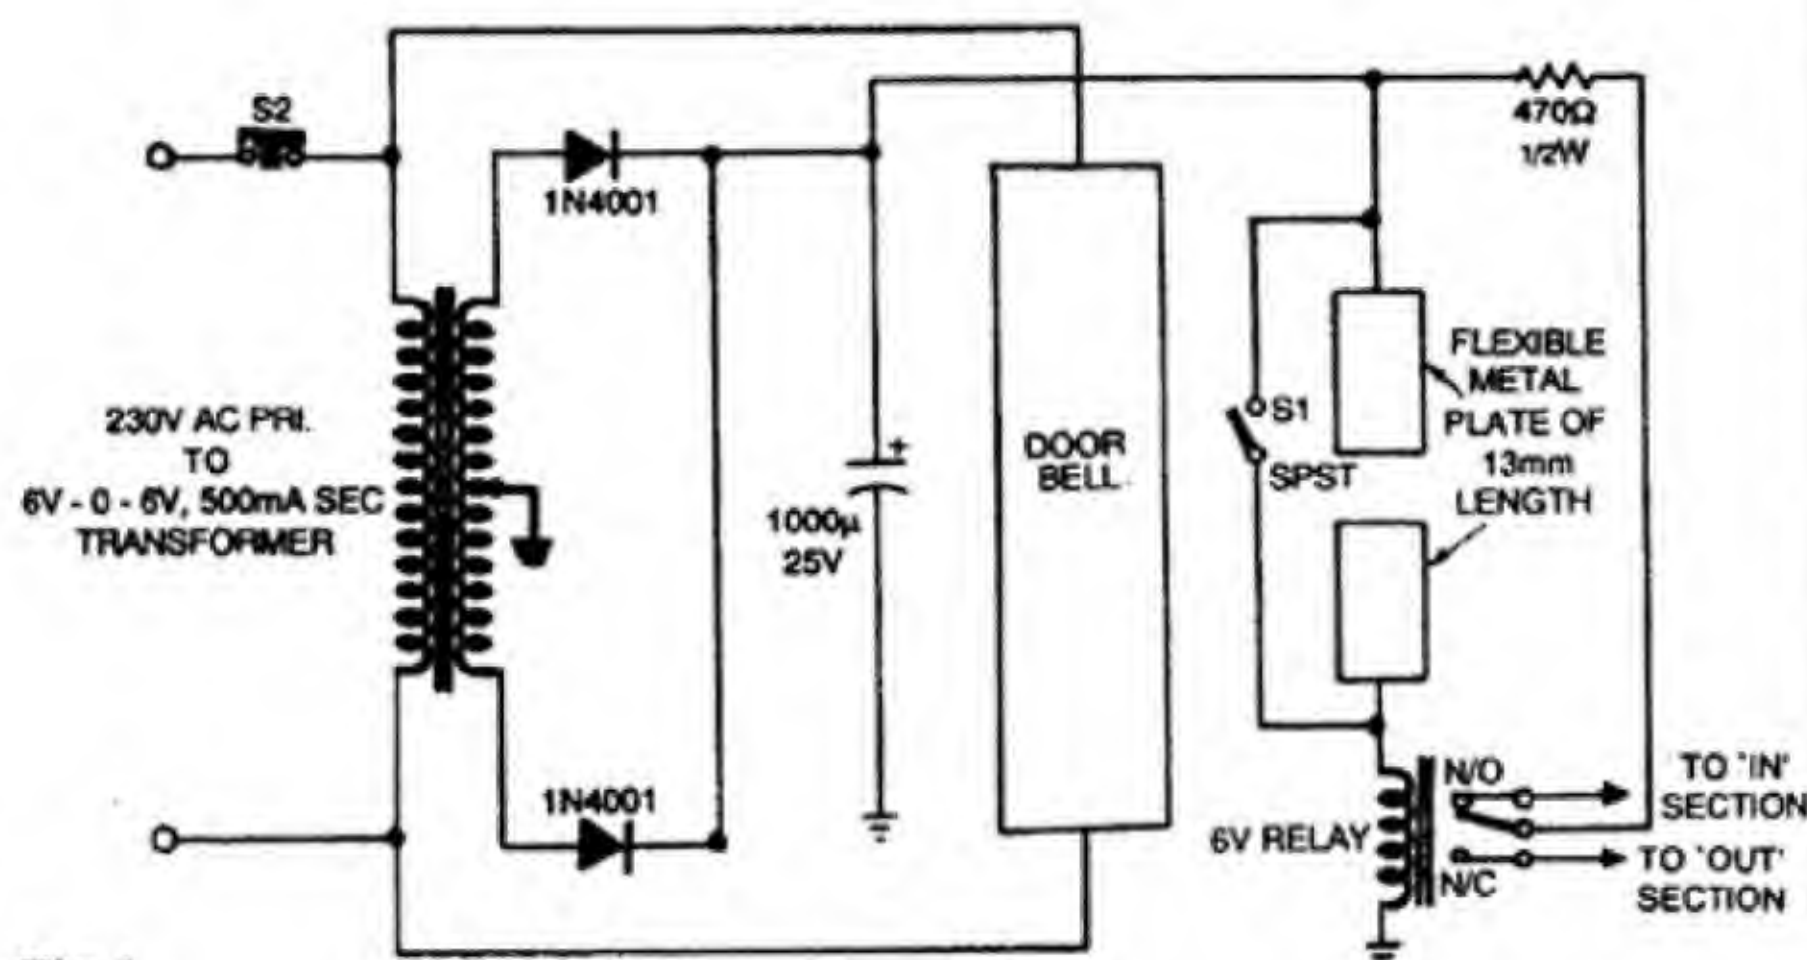 S2
470Ω
1/2W
1N4001
FLEXIBLE
METAL
PLATE OF
13mm
LENGTH
230V AC PRI.
TO
6V - 0 - 6V, 500mA SEC
TRANSFORMER
+
1000µ
25V
DOOR
BELL
S1
SPST
1N4001
6V RELAY
N/O
TO 'IN'
SECTION
N/C
TO 'OUT'
SECTION